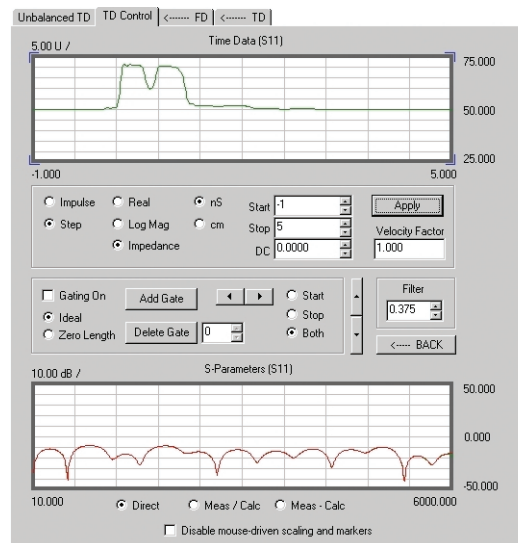 Unbalanced TD TD Control <------- FD <------- TD
5.00 U / Time Data (S11)
75.000
50.000
25.000
-1.000 5.000
Impulse Real nS Start -1 Apply
Step Log Mag cm Stop 5 Velocity Factor
Impedance DC 0.0000 1.000
Gating On Add Gate Start Filter
Ideal Stop 0.375
Zero Length Delete Gate 0 Both <----- BACK
10.00 dB / S-Parameters (S11)
50.000
0.000
-50.000
10.000 Direct Meas / Calc Meas - Calc 6000.000
Disable mouse-driven scaling and markers